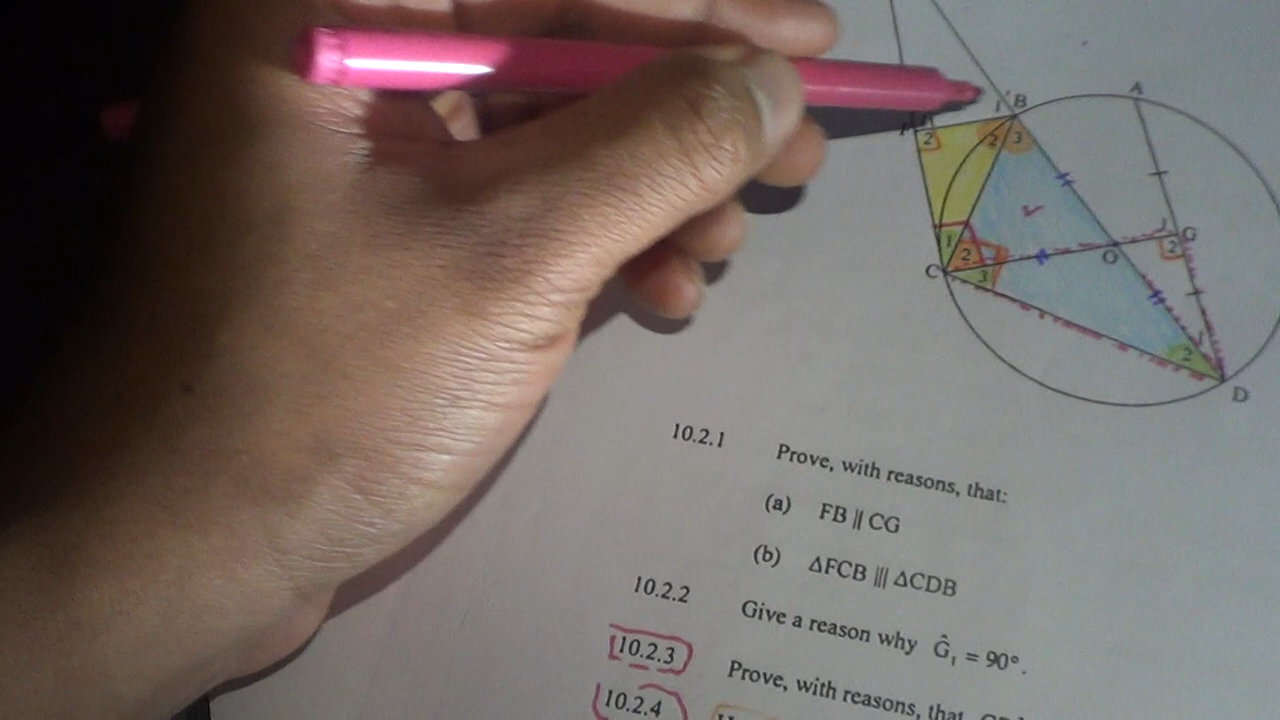 B
A
2
2
3
G
2
1
2
O
C
3
2
D
10.2.1 Prove, with reasons, that:
(a) FB || CG
(b) ΔFCB ||| ΔCDB
10.2.2 Give a reason why Ĝ₁ = 90°.
10.2.3 Prove, with reasons, that
10.2.4